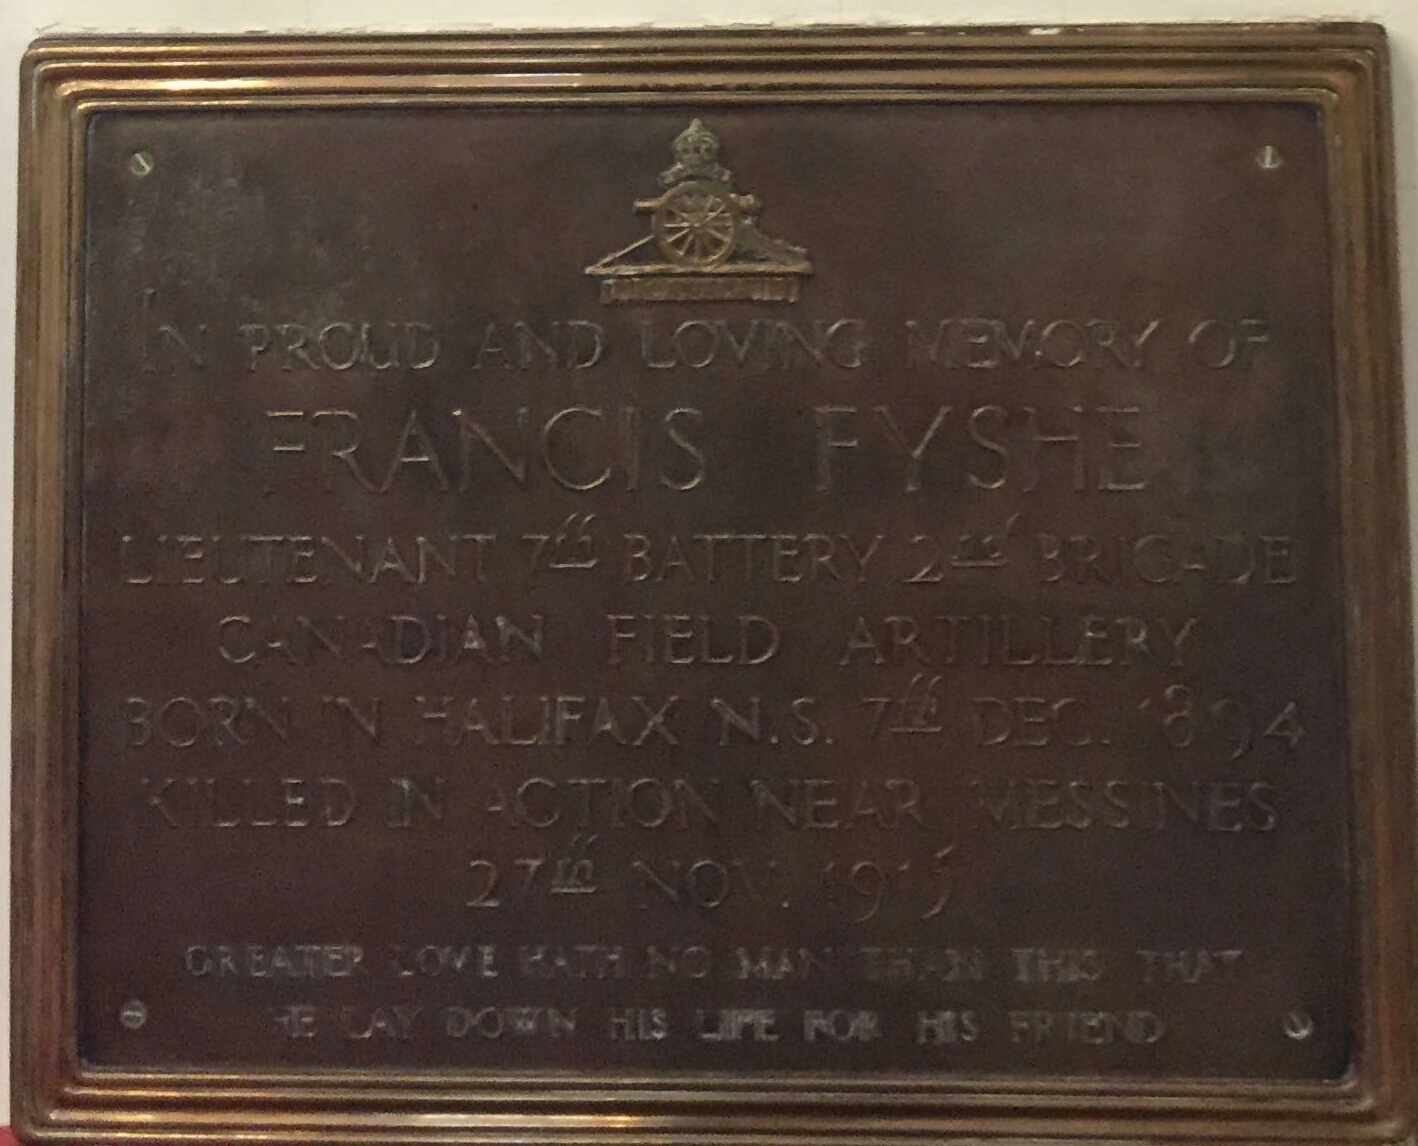 IN PROUD AND LOVING MEMORY OF
FRANCIS FYSHE
LIEUTENANT 7th BATTERY 2nd BRIGADE
CANADIAN FIELD ARTILLERY
BORN IN HALIFAX N.S. 7th DEC. 1894
KILLED IN ACTION NEAR MESSINES
27th NOV. 1915
GREATER LOVE HATH NO MAN THAN THIS THAT
HE LAY DOWN HIS LIFE FOR HIS FRIEND